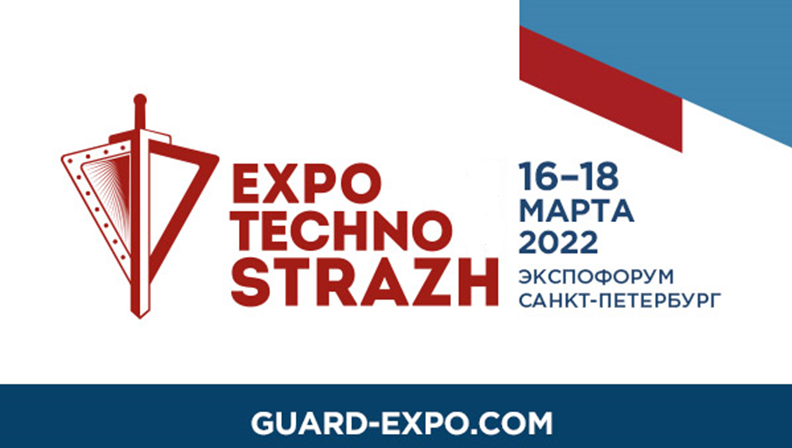 EXPO
TECHNO
STRAZH
16–18
МАРТА
2022
ЭКСПОФОРУМ
САНКТ-ПЕТЕРБУРГ
GUARD-EXPO.COM